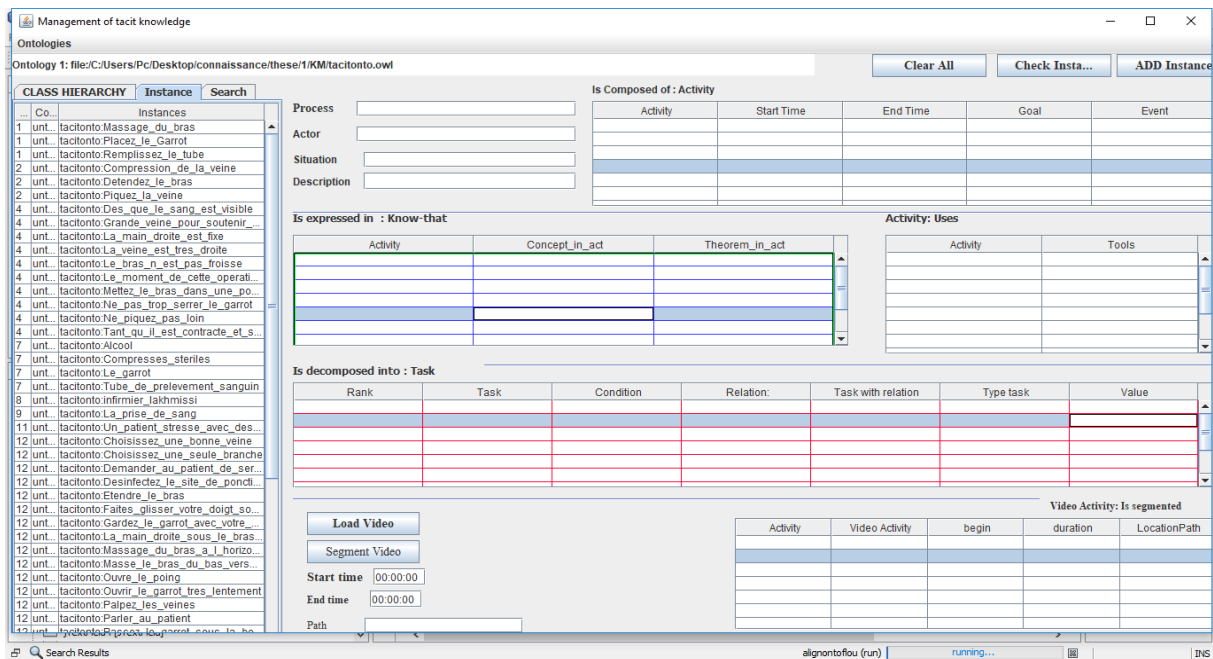 Management of tacit knowledge
Ontologies
Ontology 1: file:/C:/Users/Pc/Desktop/connaissance/these/1/KM/tacitonto.owl
Clear All
Check Insta...
ADD Instance
CLASS HIERARCHY Instance Search
... Co... Instances
1 unt... tacitonto:Massage_du_bras
1 unt... tacitonto:Placez_le_Garrot
1 unt... tacitonto:Remplissez_le_tube
2 unt... tacitonto:Compression_de_la_veine
2 unt... tacitonto:Detendez_le_bras
2 unt... tacitonto:Piquez_la_veine
4 unt... tacitonto:Des_que_le_sang_est_visible
4 unt... tacitonto:Grande_veine_pour_soutenir_...
4 unt... tacitonto:La_main_droite_est_fixe
4 unt... tacitonto:La_veine_est_tres_droite
4 unt... tacitonto:Le_bras_n_est_pas_froisse
4 unt... tacitonto:Le_moment_de_cette_operati...
4 unt... tacitonto:Mettez_le_bras_dans_une_po...
4 unt... tacitonto:Ne_pas_trop_serrer_le_garrot
4 unt... tacitonto:Ne_piquez_pas_loin
4 unt... tacitonto:Tant_qu_il_est_contracte_et_s...
7 unt... tacitonto:Alcool
7 unt... tacitonto:Compresses_steriles
7 unt... tacitonto:Le_garrot
7 unt... tacitonto:Tube_de_prelevement_sanguin
8 unt... tacitonto:infirmier_lakhmissi
9 unt... tacitonto:La_prise_de_sang
11 unt... tacitonto:Un_patient_stresse_avec_des...
12 unt... tacitonto:Choisissez_une_bonne_veine
12 unt... tacitonto:Choisissez_une_seule_branche
12 unt... tacitonto:Demander_au_patient_de_ser...
12 unt... tacitonto:Desinfectez_le_site_de_poncti...
12 unt... tacitonto:Etendre_le_bras
12 unt... tacitonto:Faites_glisser_votre_doigt_so...
12 unt... tacitonto:Gardez_le_garrot_avec_votre_...
12 unt... tacitonto:La_main_droite_sous_le_bras...
12 unt... tacitonto:Massage_du_bras_a_l_horizo...
12 unt... tacitonto:Masse_le_bras_du_bas_vers...
12 unt... tacitonto:Ouvre_le_poing
12 unt... tacitonto:Ouvrir_le_garrot_tres_lentement
12 unt... tacitonto:Palpez_les_veines
12 unt... tacitonto:Parler_au_patient
Process
Actor
Situation
Description
Is Composed of : Activity
Activity Start Time End Time Goal Event
Is expressed in : Know-that
Activity Concept_in_act Theorem_in_act
Activity: Uses
Activity Tools
Is decomposed into : Task
Rank Task Condition Relation: Task with relation Type task Value
Load Video
Segment Video
Start time 00:00:00
End time 00:00:00
Path
Video Activity: Is segmented
Activity Video Activity begin duration LocationPath
Search Results
alignontoflou (run) running... INS